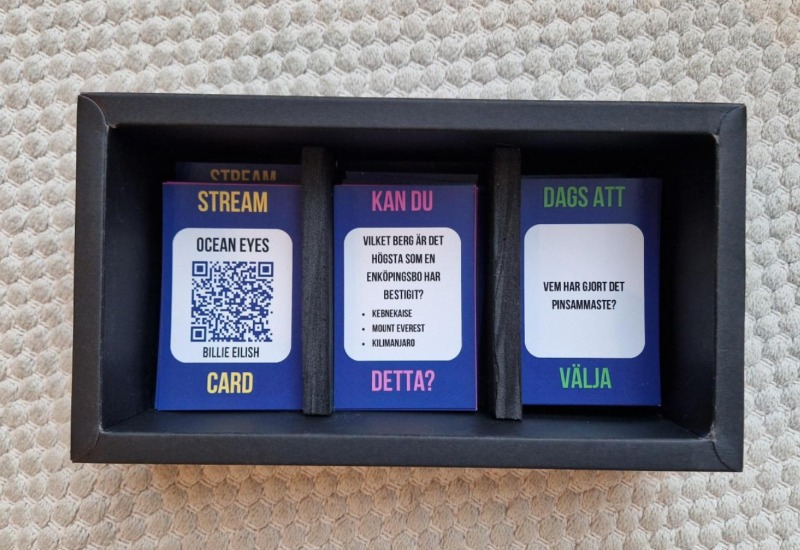 STREAM
STREAM
OCEAN EYES
BILLIE EILISH
CARD
KAN DU
VILKET BERG ÄR DET
HÖGSTA SOM EN
ENKÖPINGSBO HAR
BESTIGIT?
• KEBNEKAISE
• MOUNT EVEREST
• KILIMANJARO
DETTA?
DAGS ATT
VEM HAR GJORT DET
PINSAMMASTE?
VÄLJA